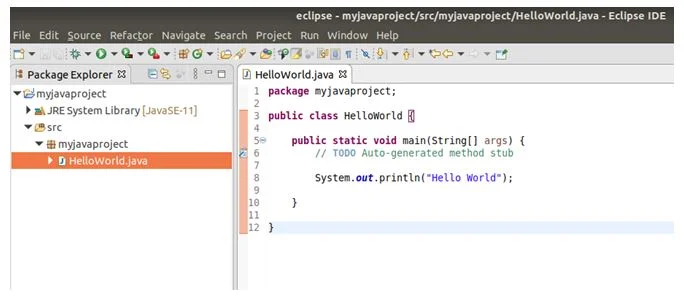 eclipse - myjavaproject/src/myjavaproject/HelloWorld.java - Eclipse IDE
File Edit Source Refactor Navigate Search Project Run Window Help
Package Explorer
myjavaproject
JRE System Library [JavaSE-11]
src
myjavaproject
HelloWorld.java
HelloWorld.java
1 package myjavaproject;
2
3 public class HelloWorld {
4
5 public static void main(String[] args) {
6 // TODO Auto-generated method stub
7
8 System.out.println("Hello World");
9
10 }
11
12 }